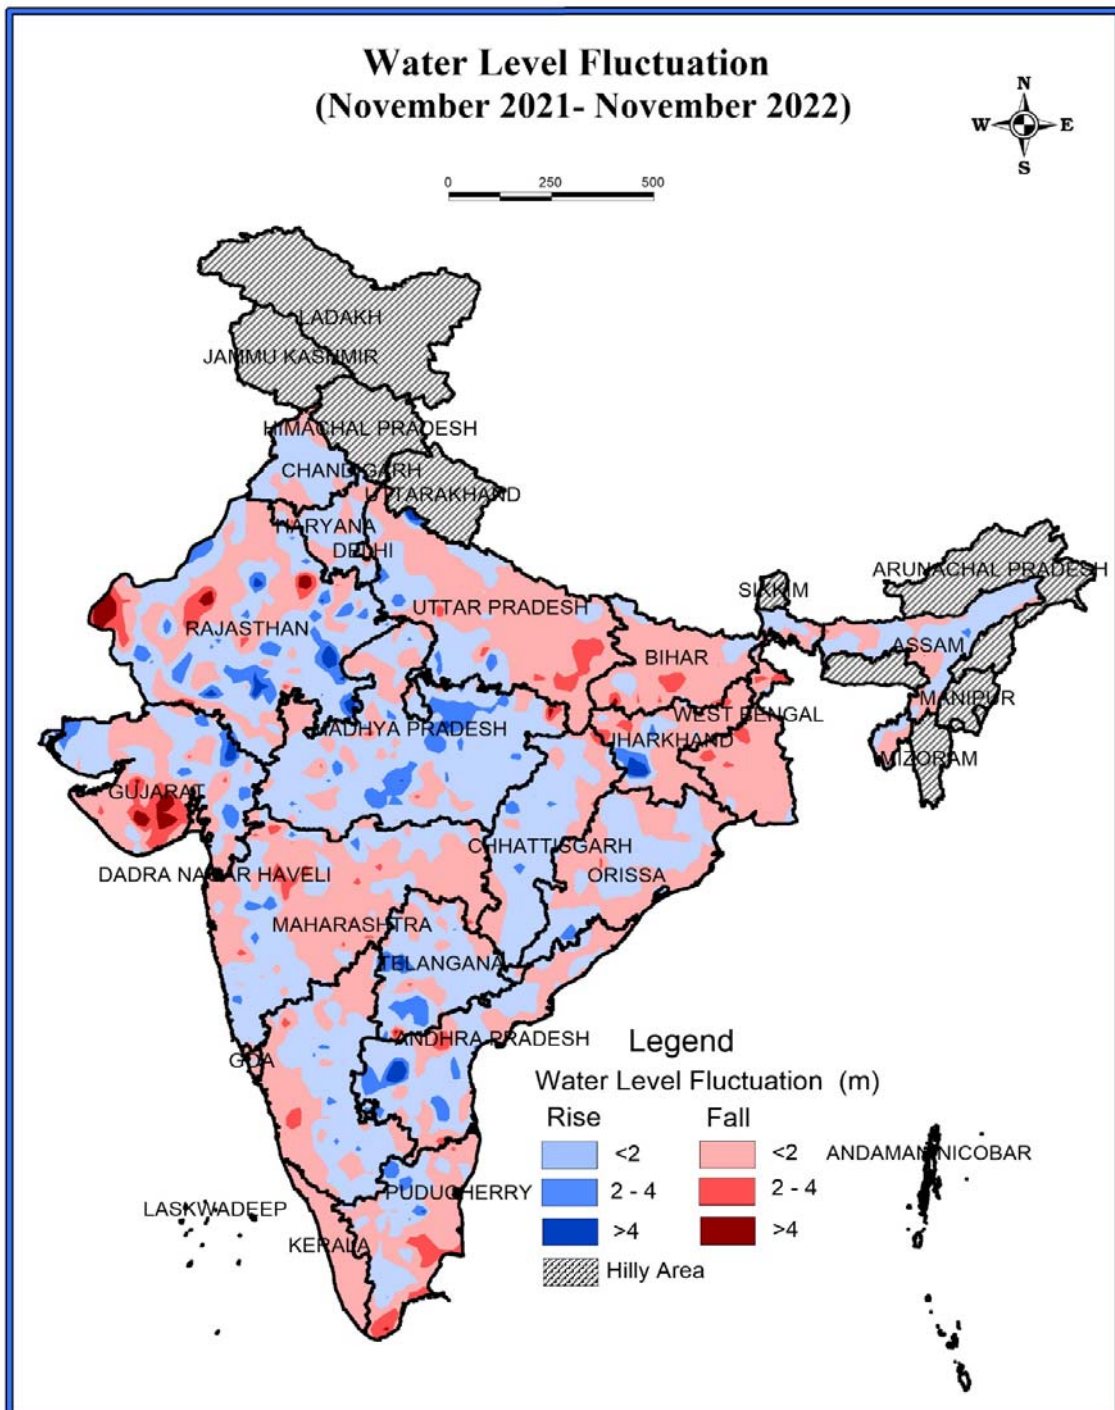 Water Level Fluctuation
(November 2021- November 2022)
N
W E
S
0 250 500
LADAKH
JAMMU KASHMIR
HIMACHAL PRADESH
CHANDIGARH
UTTARAKHAND
HARYANA
DELHI
ARUNACHAL PRADESH
SIKKIM
UTTAR PRADESH
RAJASTHAN
ASSAM
BIHAR
MANIPUR
WEST BENGAL
MADHYA PRADESH
JHARKHAND
MIZORAM
GUJARAT
CHHATTISGARH
DADRA NAGAR HAVELI
ORISSA
MAHARASHTRA
TELANGANA
ANDHRA PRADESH
GOA
Legend
Water Level Fluctuation (m)
Rise Fall
<2 <2
2 - 4 2 - 4
>4 >4
Hilly Area
ANDAMAN NICOBAR
PUDUCHERRY
LASKWADEEP
KERALA